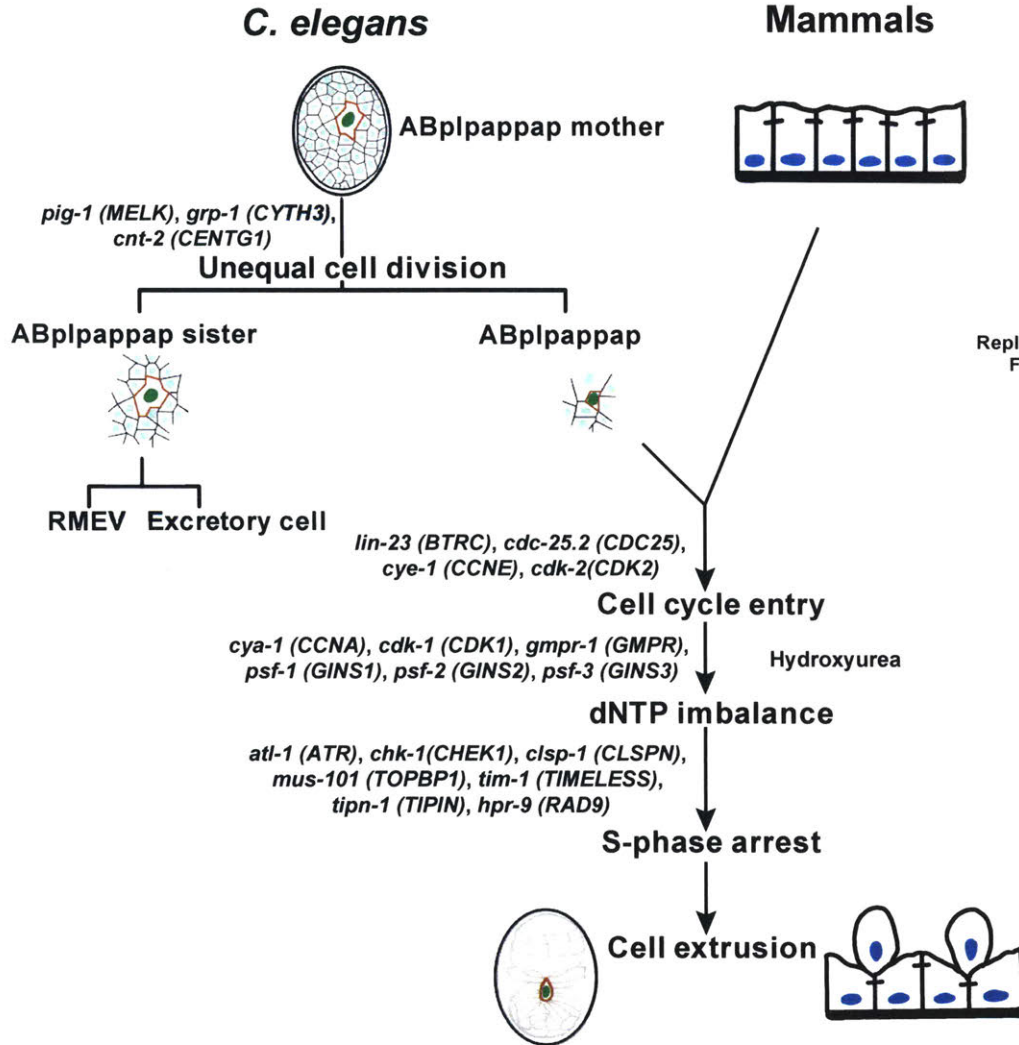 C. elegans
Mammals
ABplpappap mother
pig-1 (MELK), grp-1 (CYTH3),
cnt-2 (CENTG1)
Unequal cell division
ABplpappap sister
ABplpappap
Repl
F
RMEV Excretory cell
lin-23 (BTRC), cdc-25.2 (CDC25),
cye-1 (CCNE), cdk-2(CDK2)
Cell cycle entry
cya-1 (CCNA), cdk-1 (CDK1), gmpr-1 (GMPR),
psf-1 (GINS1), psf-2 (GINS2), psf-3 (GINS3)
Hydroxyurea
dNTP imbalance
atl-1 (ATR), chk-1(CHEK1), clsp-1 (CLSPN),
mus-101 (TOPBP1), tim-1 (TIMELESS),
tipn-1 (TIPIN), hpr-9 (RAD9)
S-phase arrest
Cell extrusion